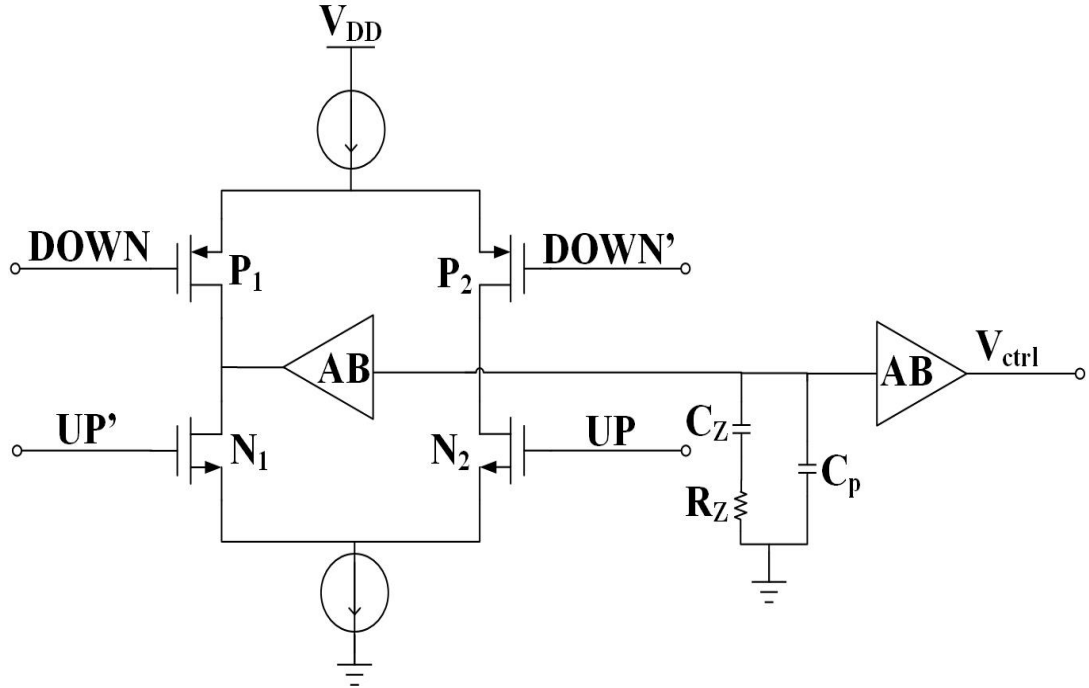 V_DD
DOWN
P_1
P_2
DOWN’
AB
AB
V_ctrl
UP’
N_1
N_2
UP
C_Z
C_p
R_Z